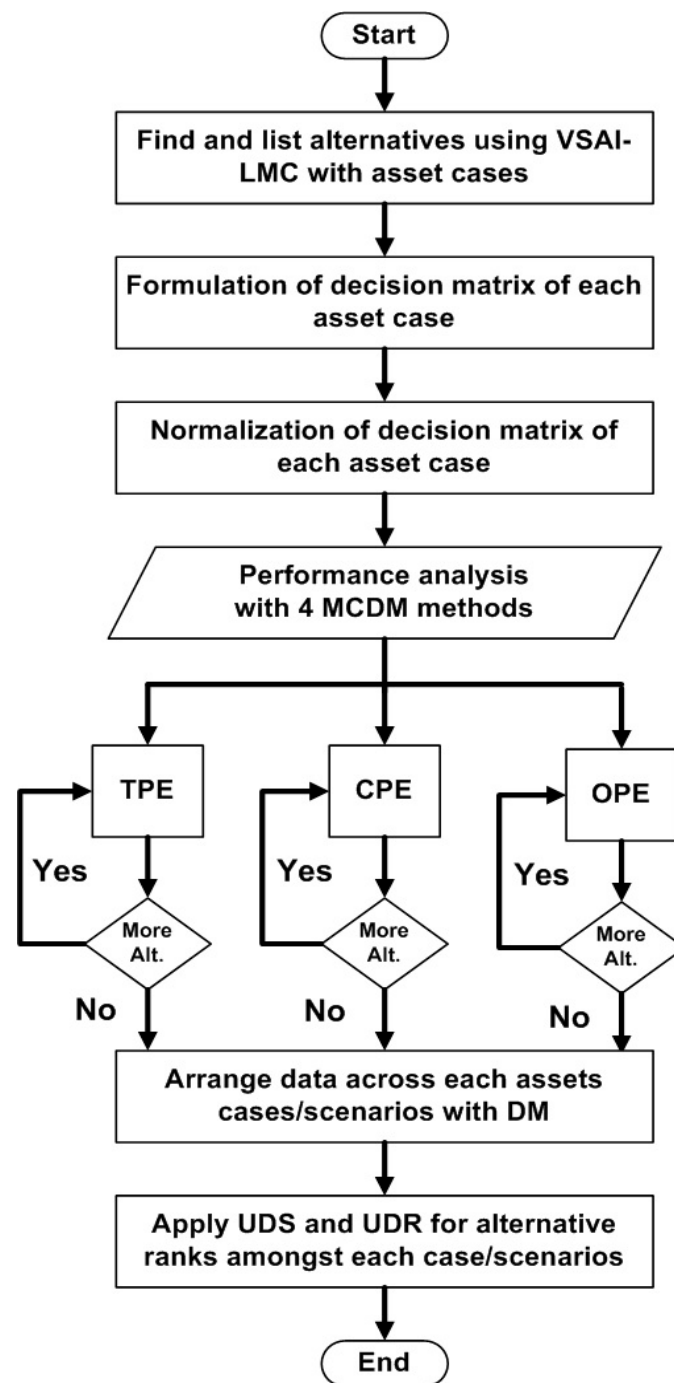 Start
Find and list alternatives using VSAI-
LMC with asset cases
Formulation of decision matrix of each
asset case
Normalization of decision matrix of
each asset case
Performance analysis
with 4 MCDM methods
TPE
CPE
OPE
Yes
Yes
Yes
More
Alt.
More
Alt.
More
Alt.
No
No
No
Arrange data across each assets
cases/scenarios with DM
Apply UDS and UDR for alternative
ranks amongst each case/scenarios
End